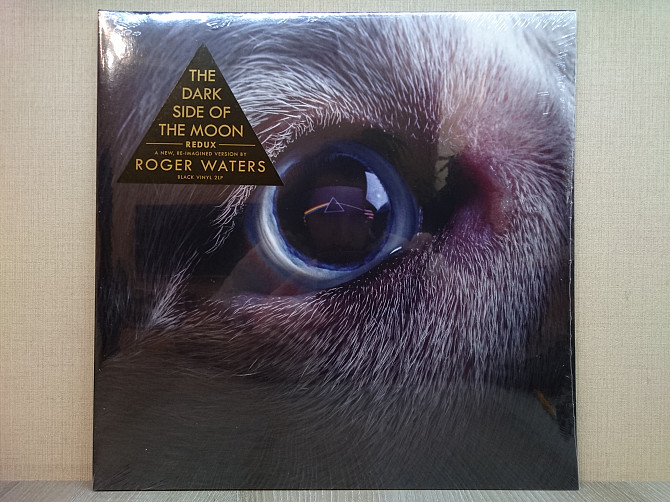 THE
DARK
SIDE OF
THE MOON
REDUX
A NEW, RE-IMAGINED VERSION BY
ROGER WATERS
BLACK VINYL 2LP